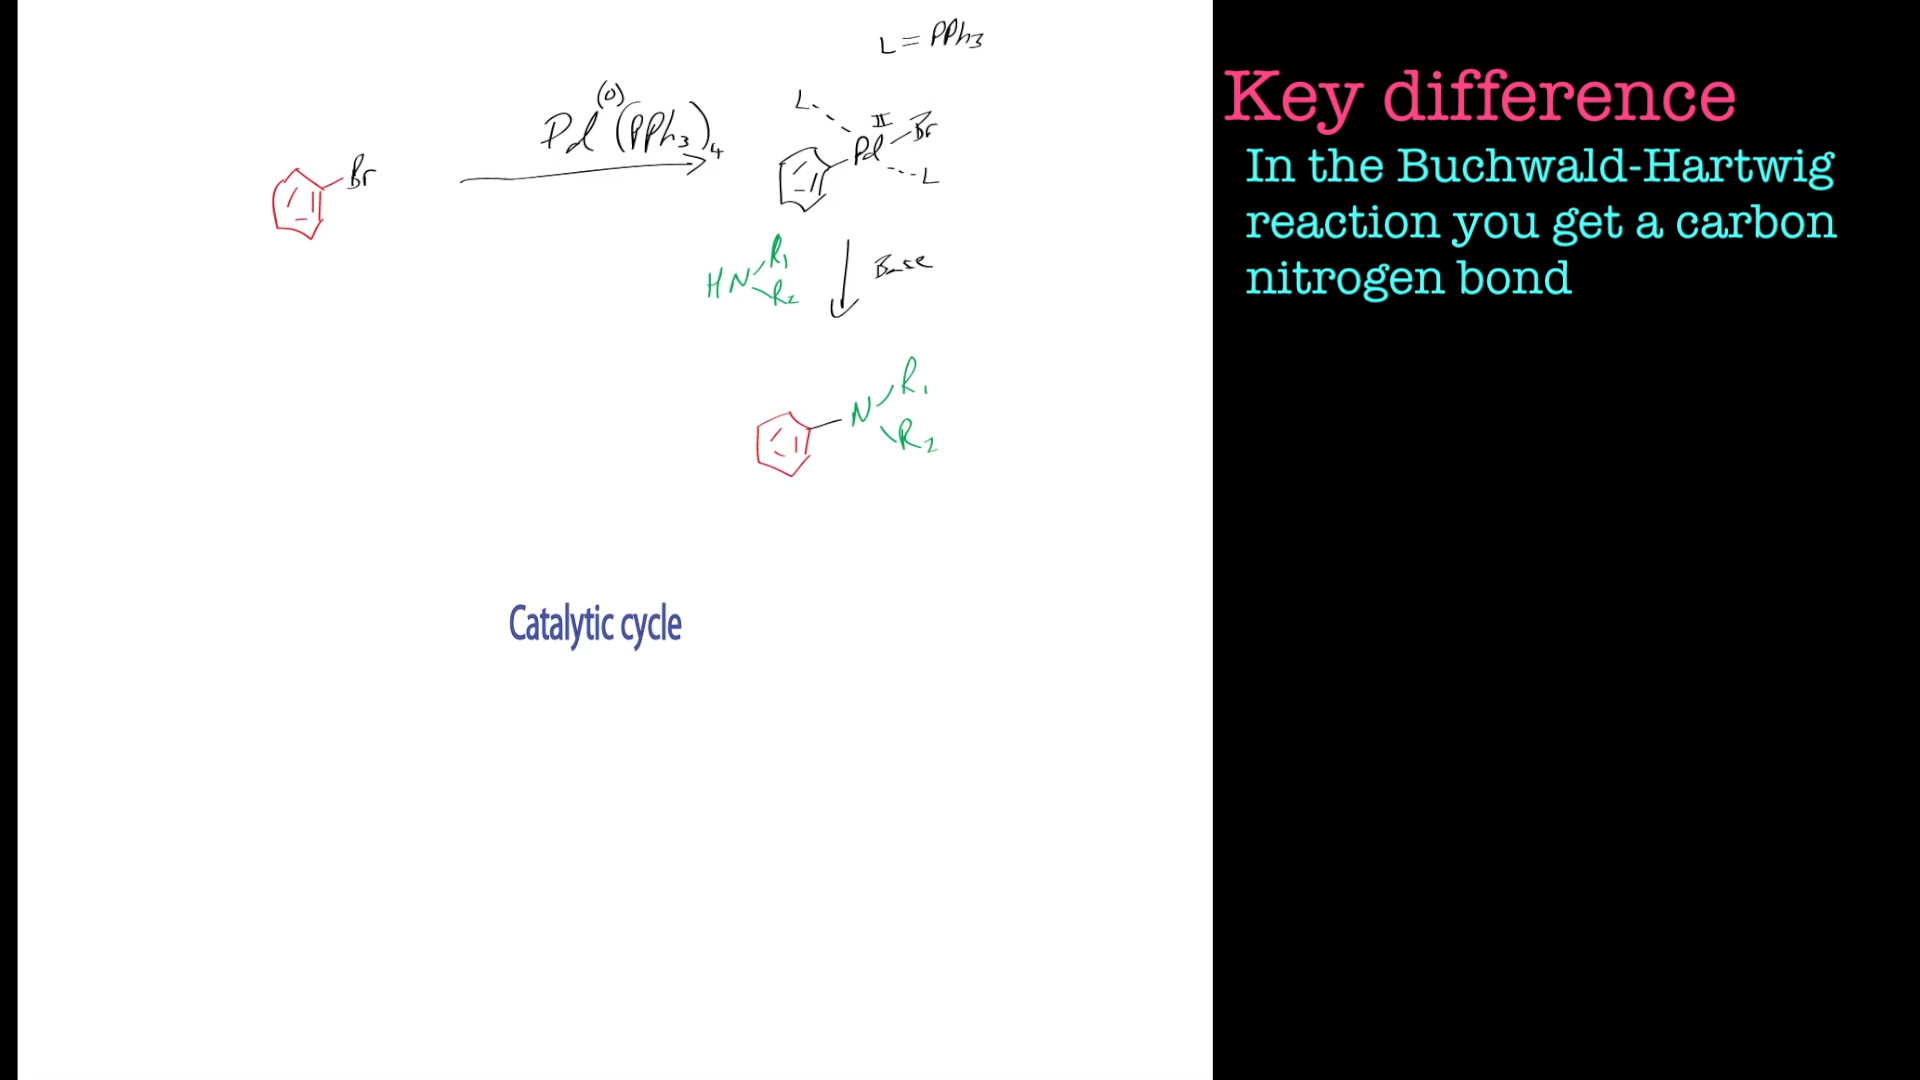 L = PPh3
Pd(0)(PPh3)4
Br
L
Pd II Br
L
HN R1 R2
Base
N R1 R2
Catalytic cycle
Key difference
In the Buchwald-Hartwig
reaction you get a carbon
nitrogen bond